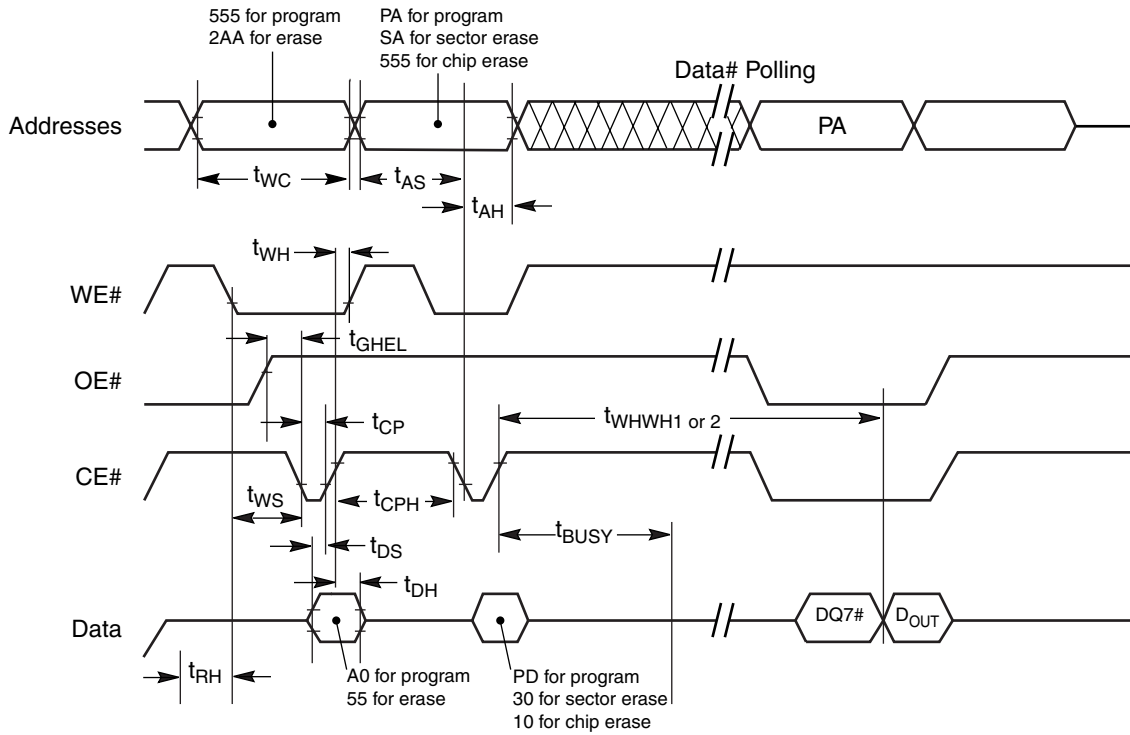 555 for program
2AA for erase
PA for program
SA for sector erase
555 for chip erase
Data# Polling
Addresses
PA
tWC
tAS
tAH
tWH
WE#
tGHEL
OE#
tCP
tWHWH1 or 2
CE#
tWS
tCPH
tBUSY
tDS
tDH
Data
DQ7#
DOUT
tRH
A0 for program
55 for erase
PD for program
30 for sector erase
10 for chip erase